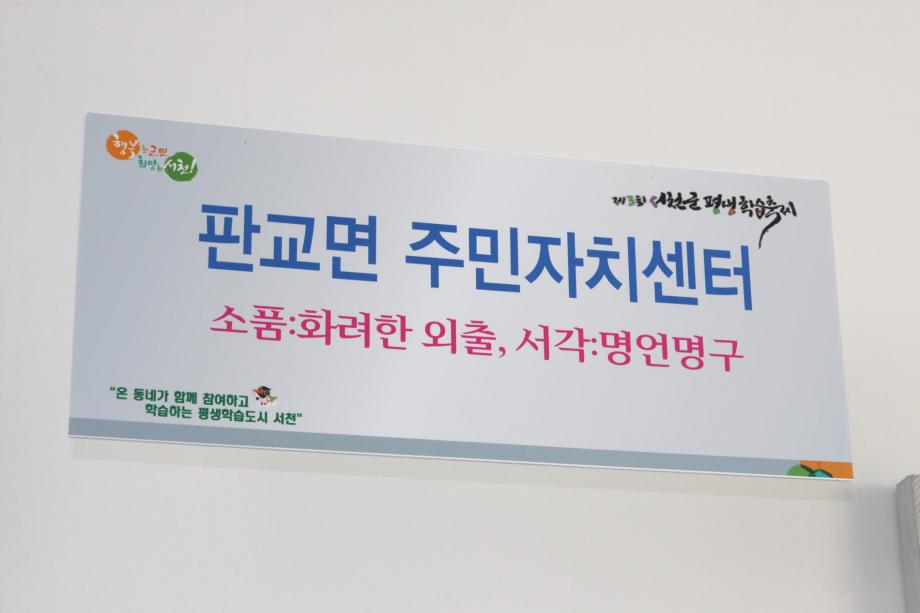 행복한 군민
희망찬 서천!
제3회 서천군 평생학습축제
판교면 주민자치센터
소품:화려한 외출, 서각:명언명구
“온 동네가 함께 참여하고
학습하는 평생학습도시 서천”